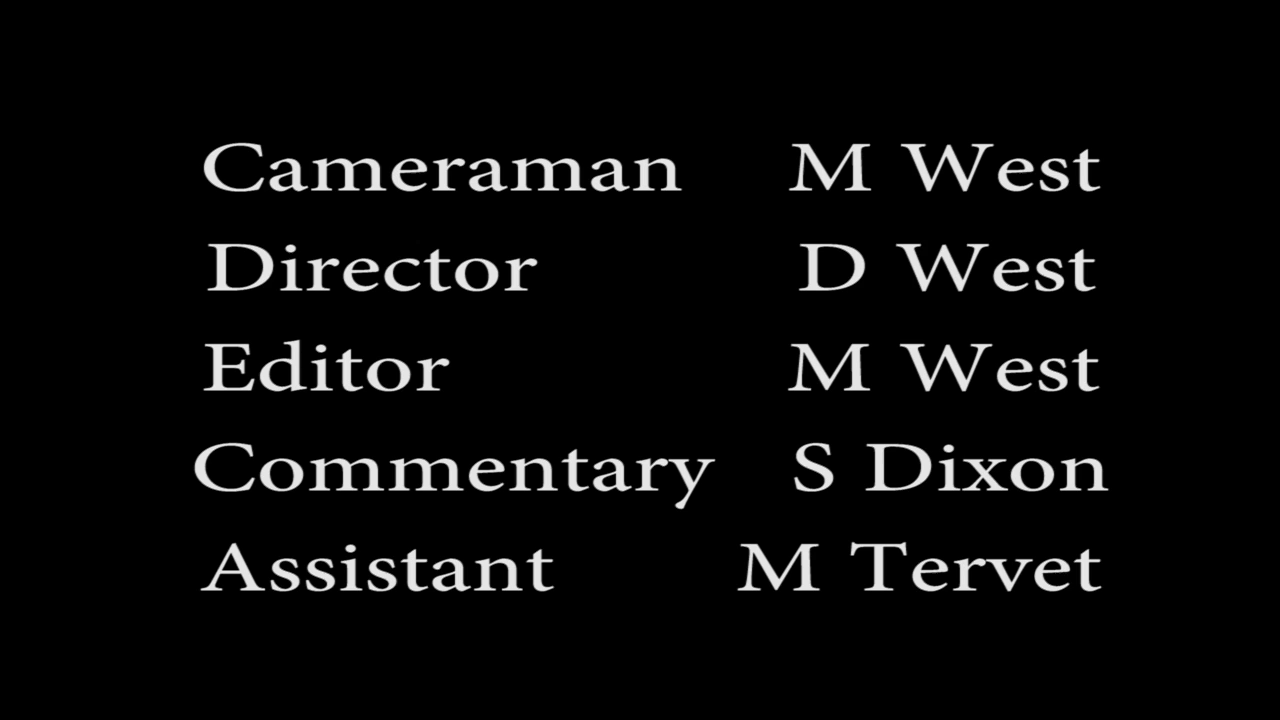 Cameraman M West
Director D West
Editor M West
Commentary S Dixon
Assistant M Tervet